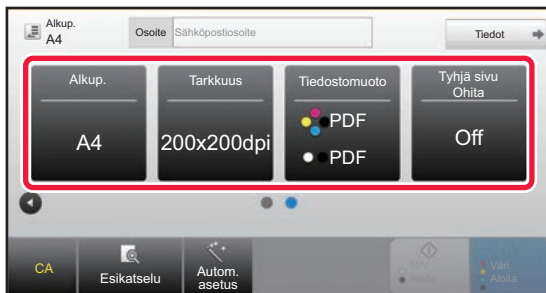 Alkup.
A4
Osoite
Sähköpostiosoite
Tiedot
Alkup.
A4
Tarkkuus
200x200dpi
Tiedostomuoto
PDF
PDF
Tyhjä sivu
Ohita
Off
CA
Esikatselu
Autom.
asetus
Väri
Aloita